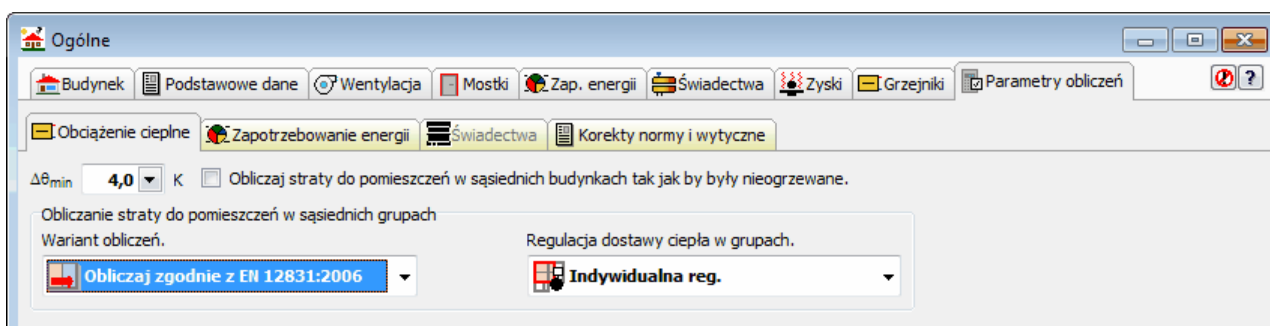 Ogólne
Budynek Podstawowe dane Wentylacja Mostki Zap. energii Świadectwa Zyski Grzejniki Parametry obliczeń ?
Obciążenie cieplne Zapotrzebowanie energii Świadectwa Korekty normy i wytyczne
Δθmin 4,0 K Obliczaj straty do pomieszczeń w sąsiednich budynkach tak jak by były nieogrzewane.
Obliczanie straty do pomieszczeń w sąsiednich grupach
Wariant obliczeń. Regulacja dostawy ciepła w grupach.
Obliczaj zgodnie z EN 12831:2006 Indywidualna reg.